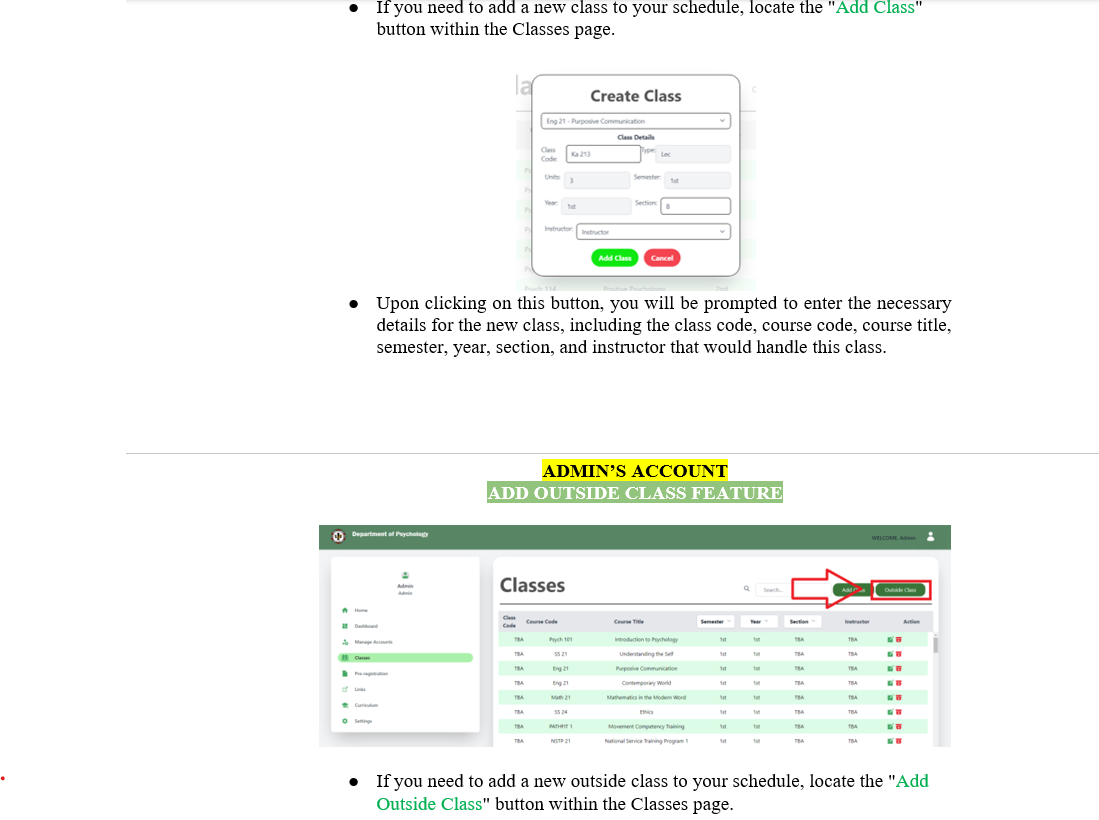 ● If you need to add a new class to your schedule, locate the "Add Class"
button within the Classes page.
Create Class
Eng 21 - Purposive Communication
Class Details
Class Code: Ka 213 Type: Lec
Units: 3 Semester: 1st
Year: 1st Section: B
Instructor: Instructor
Add Class Cancel
Psych 114 Positive Psychology 2nd
● Upon clicking on this button, you will be prompted to enter the necessary
details for the new class, including the class code, course code, course title,
semester, year, section, and instructor that would handle this class.
ADMIN'S ACCOUNT
ADD OUTSIDE CLASS FEATURE
Department of Psychology
WELCOME, Admin
Admin
Admin
Home
Dashboard
Manage Accounts
Classes
Pre-registration
Links
Curriculum
Settings
Classes
Search...
Add Outside Class
Class Code Course Code Course Title Semester Year Section Instructor Action
TBA Psych 101 Introduction to Psychology 1st 1st TBA TBA
TBA SS 21 Understanding the Self 1st 1st TBA TBA
TBA Eng 21 Purposive Communication 1st 1st TBA TBA
TBA Eng 21 Contemporary World 1st 1st TBA TBA
TBA Math 21 Mathematics in the Modern Word 1st 1st TBA TBA
TBA SS 24 Ethics 1st 1st TBA TBA
TBA PATHFIT 1 Movement Competency Training 1st 1st TBA TBA
TBA NSTP 21 National Service Training Program 1 1st 1st TBA TBA
● If you need to add a new outside class to your schedule, locate the "Add
Outside Class" button within the Classes page.